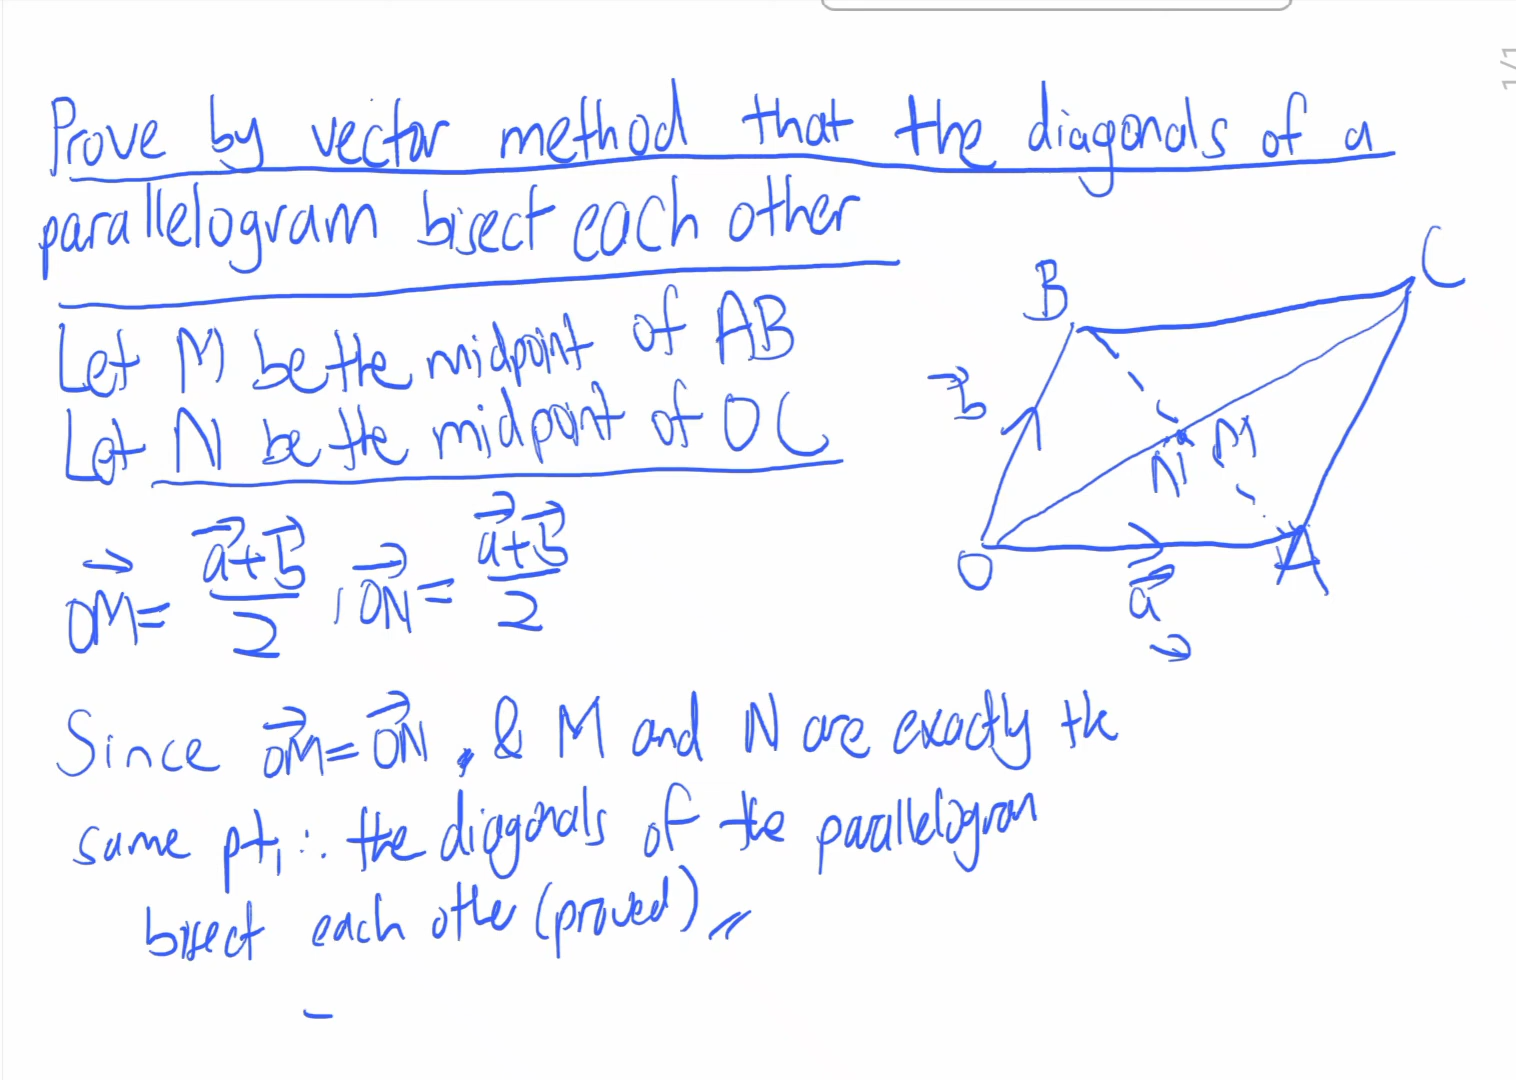 Prove by vector method that the diagonals of a
parallelogram bisect each other
Let M be the midpoint of AB
Let N be the midpoint of OC
C
B
b⃗
N M
O
A
a⃗
OM⃗ = (a⃗+b⃗)/2 , ON⃗ = (a⃗+b⃗)/2
Since OM⃗ = ON⃗ , & M and N are exactly the
same pt, ∴ the diagonals of the parallelogram
bisect each other (proved)
1/1